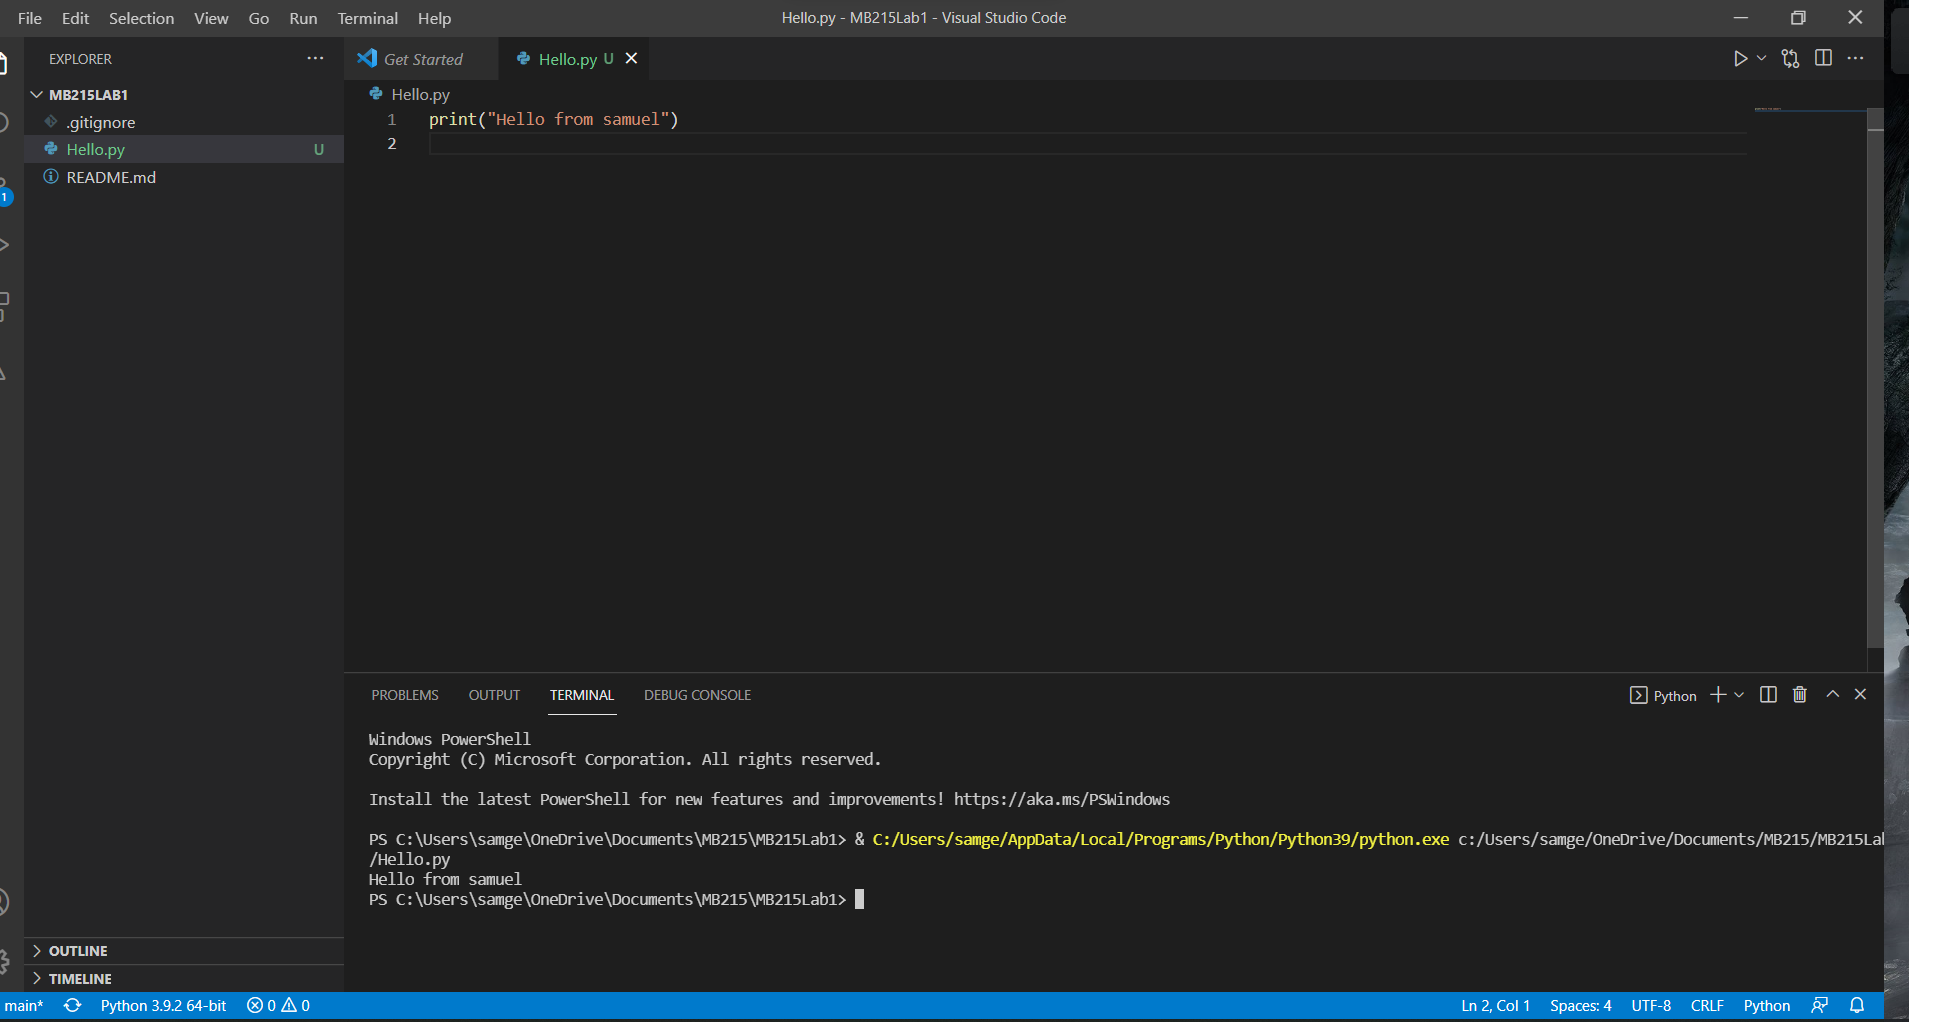 File Edit Selection View Go Run Terminal Help
Hello.py - MB215Lab1 - Visual Studio Code
EXPLORER
MB215LAB1
.gitignore
Hello.py U
README.md
1
Get Started
Hello.py U
Hello.py
1 print("Hello from samuel")
2
PROBLEMS OUTPUT TERMINAL DEBUG CONSOLE
Python
Windows PowerShell
Copyright (C) Microsoft Corporation. All rights reserved.
Install the latest PowerShell for new features and improvements! https://aka.ms/PSWindows
PS C:\Users\samge\OneDrive\Documents\MB215\MB215Lab1> & C:/Users/samge/AppData/Local/Programs/Python/Python39/python.exe c:/Users/samge/OneDrive/Documents/MB215/MB215La
/Hello.py
Hello from samuel
PS C:\Users\samge\OneDrive\Documents\MB215\MB215Lab1>
OUTLINE
TIMELINE
main* Python 3.9.2 64-bit 0 0 Ln 2, Col 1 Spaces: 4 UTF-8 CRLF Python